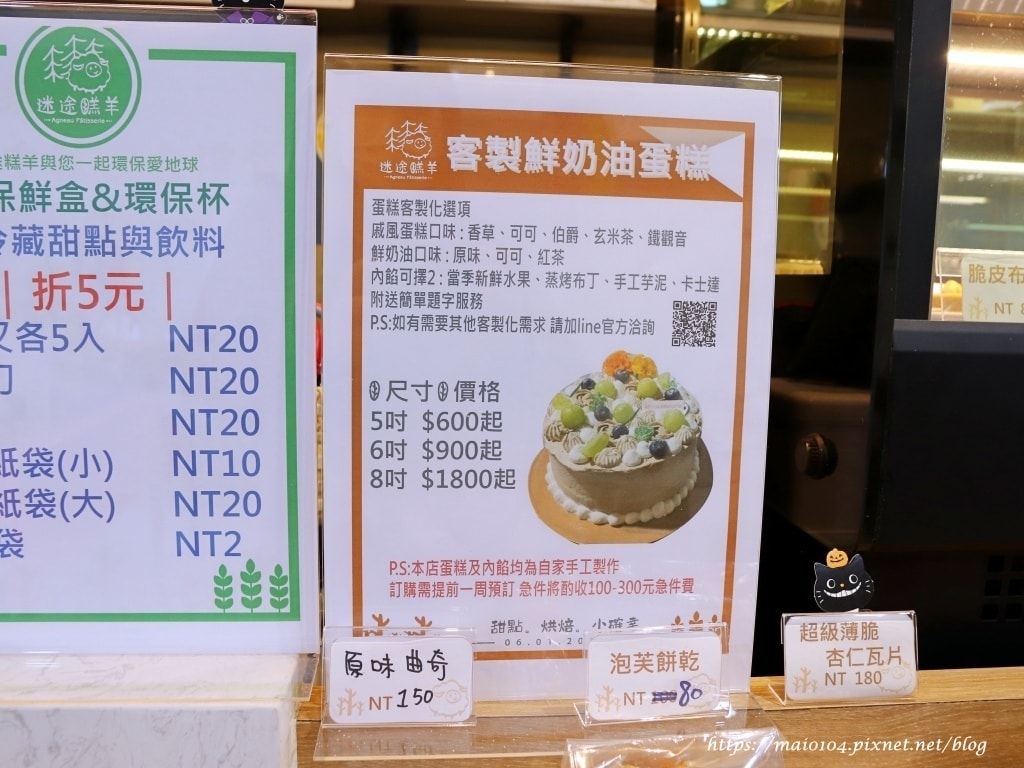 迷途糕羊
Agneau Pâtisserie
糕羊與您一起環保愛地球
保鮮盒&環保杯
冷藏甜點與飲料
| 折5元 |
叉各5入 NT20
刀 NT20
NT20
紙袋(小) NT10
紙袋(大) NT20
袋 NT2
迷途糕羊
Agneau Pâtisserie
客製鮮奶油蛋糕
蛋糕客製化選項
戚風蛋糕口味:香草、可可、伯爵、玄米茶、鐵觀音
鮮奶油口味:原味、可可、紅茶
內餡可擇2:當季新鮮水果、蒸烤布丁、手工芋泥、卡士達
附送簡單題字服務
P.S:如有需要其他客製化需求 請加line官方洽詢
尺寸 價格
5吋 $600起
6吋 $900起
8吋 $1800起
P.S:本店蛋糕及內餡均為自家手工製作
訂購需提前一周預訂 急件將酌收100-300元急件費
甜點。烘焙。小確幸
原味曲奇
NT 150
泡芙餅乾
NT 100 80
超級薄脆
杏仁瓦片
NT 180
脆皮布
NT
https://maio104.pixnet.net/blog